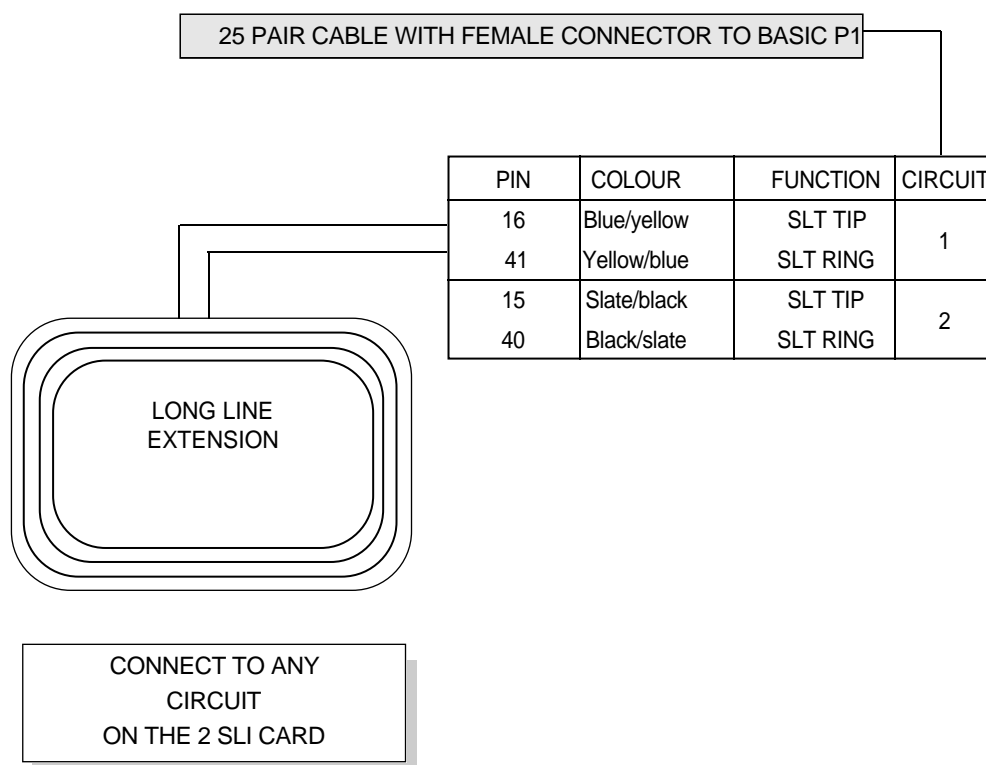 25 PAIR CABLE WITH FEMALE CONNECTOR TO BASIC P1
PIN COLOUR FUNCTION CIRCUIT
16 Blue/yellow SLT TIP 1
41 Yellow/blue SLT RING
15 Slate/black SLT TIP 2
40 Black/slate SLT RING
LONG LINE
EXTENSION
CONNECT TO ANY
CIRCUIT
ON THE 2 SLI CARD